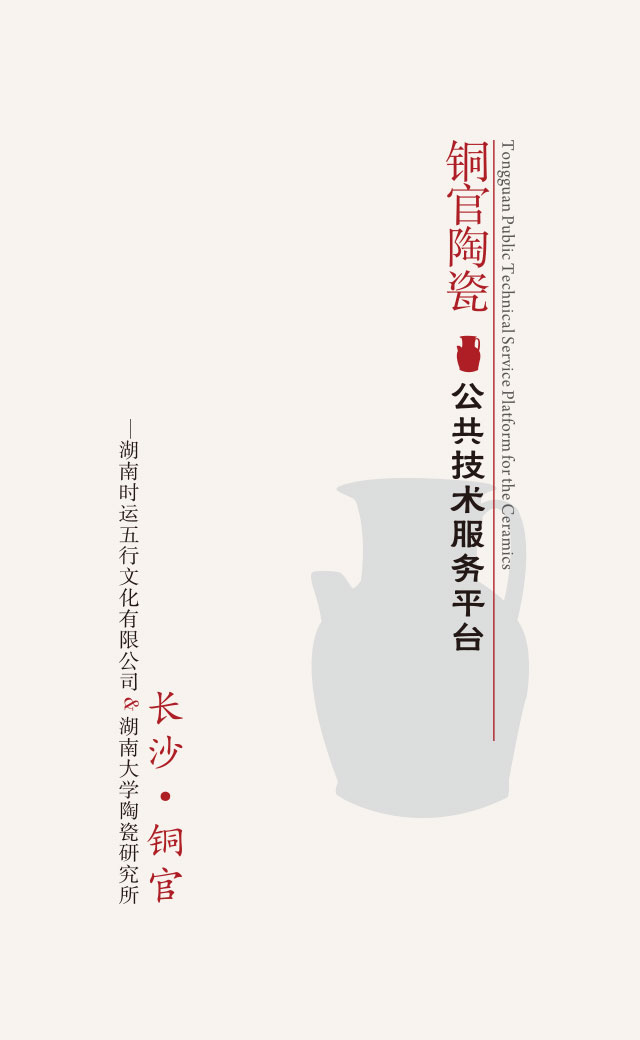 Tongguan Public Technical Service Platform for the Ceramics
铜官陶瓷
公共技术服务平台
长沙·铜官
—湖南时运五行文化有限公司&湖南大学陶瓷研究所